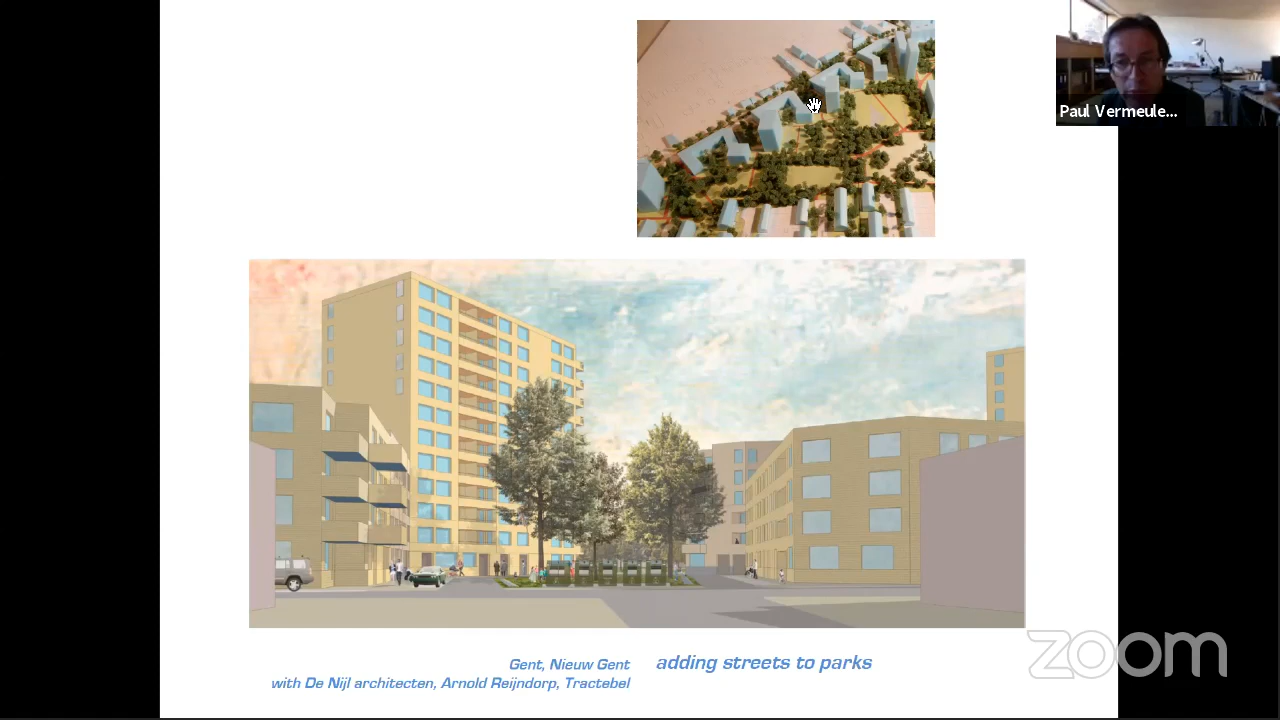 Paul Vermeule...
Gent, Nieuw Gent
with De Nijl architecten, Arnold Reijndorp, Tractebel
adding streets to parks
zoom